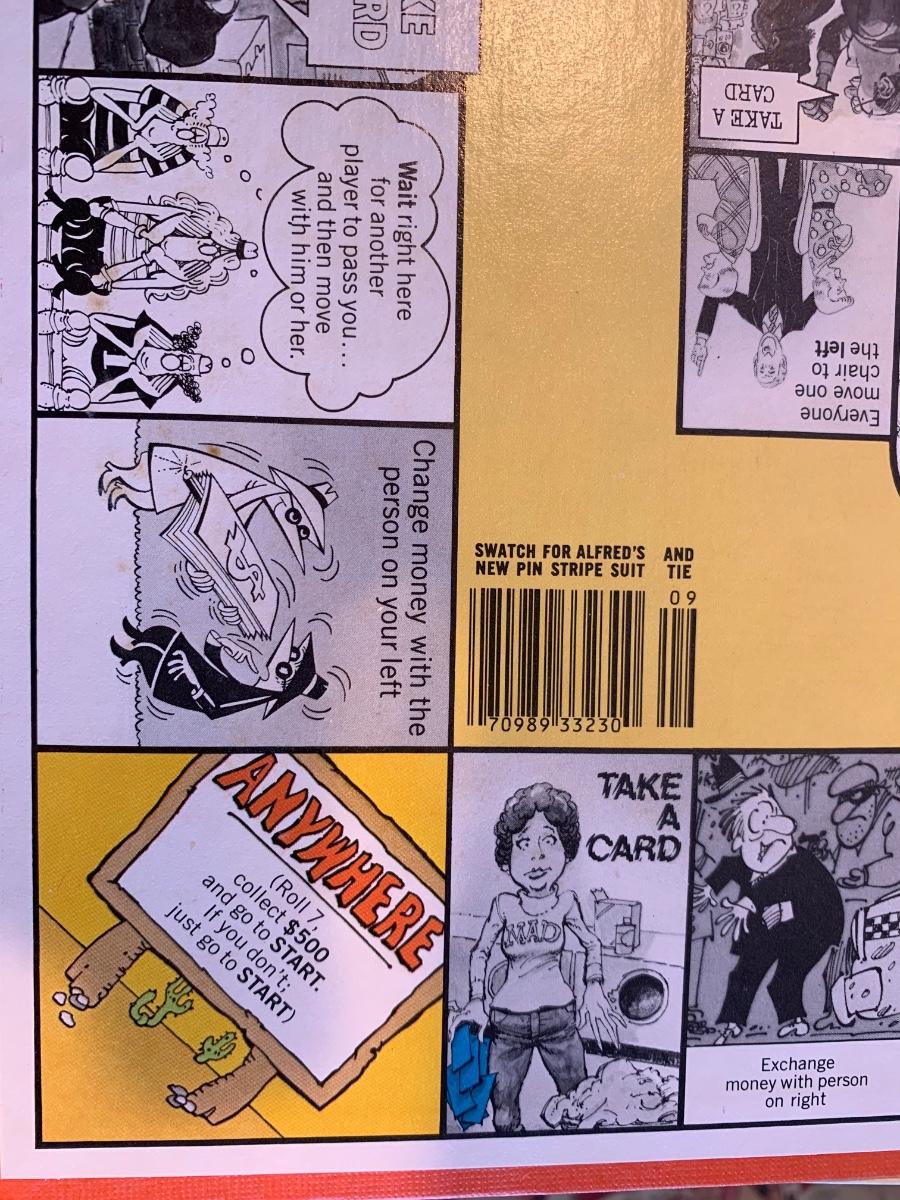 KE
RD
TAKE A
CARD
Wait right here
for another
player to pass you...
and then move
with him or her.
Everyone
move one
chair to
the left
Change money with the
person on your left
SWATCH FOR ALFRED'S
NEW PIN STRIPE SUIT
AND
TIE
09
70989 33230
ANYWHERE
(Roll 7,
collect $500
and go to START.
If you don't,
just go to START)
TAKE
A
CARD
MAD
Exchange
money with person
on right